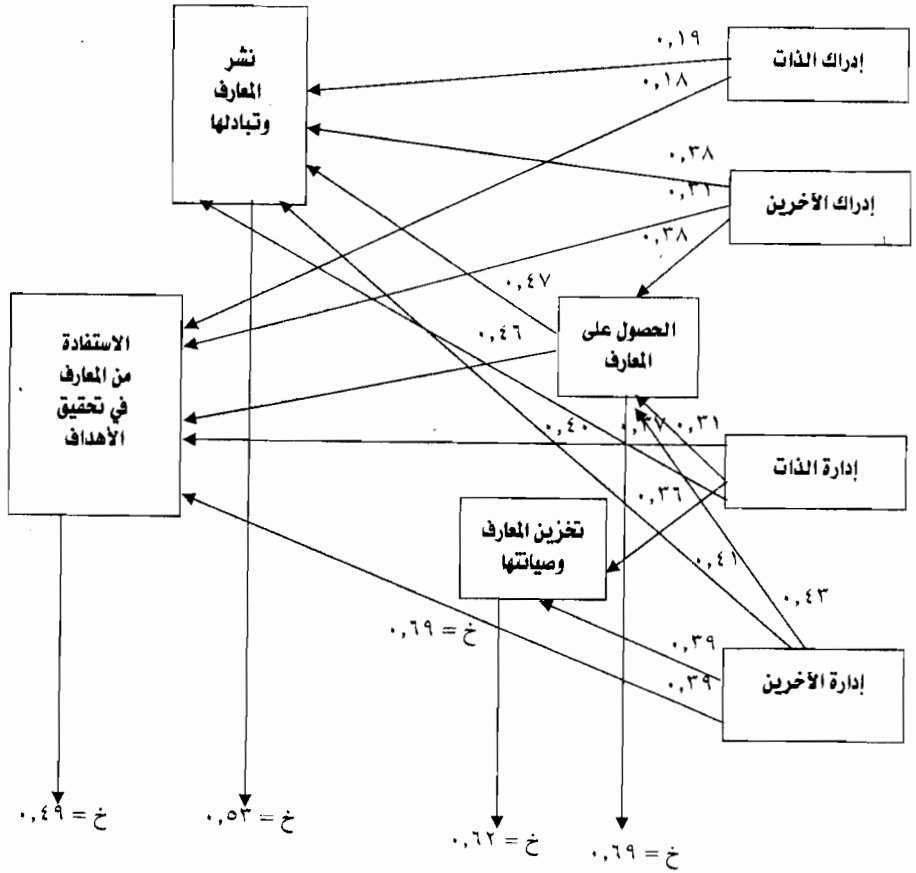 إدراك الذات
إدراك الآخرين
إدارة الذات
إدارة الآخرين
الحصول على
المعارف
تخزين المعارف
وصيانتها
نشر
المعارف
وتبادلها
الاستفادة
من المعارف
في تحقيق
الأهداف
٠,١٩
٠,١٨
٠,٣٨
٠,٣١
٠,٣٨
٠,٤٧
٠,٤٦
٠,٣١
٠,٣٧
٠,٤٠
٠,٣٦
٠,٤١
٠,٤٣
٠,٣٩
٠,٣٩
خ = ٠,٦٩
خ = ٠,٤٩
خ = ٠,٥٣
خ = ٠,٦٢
خ = ٠,٦٩